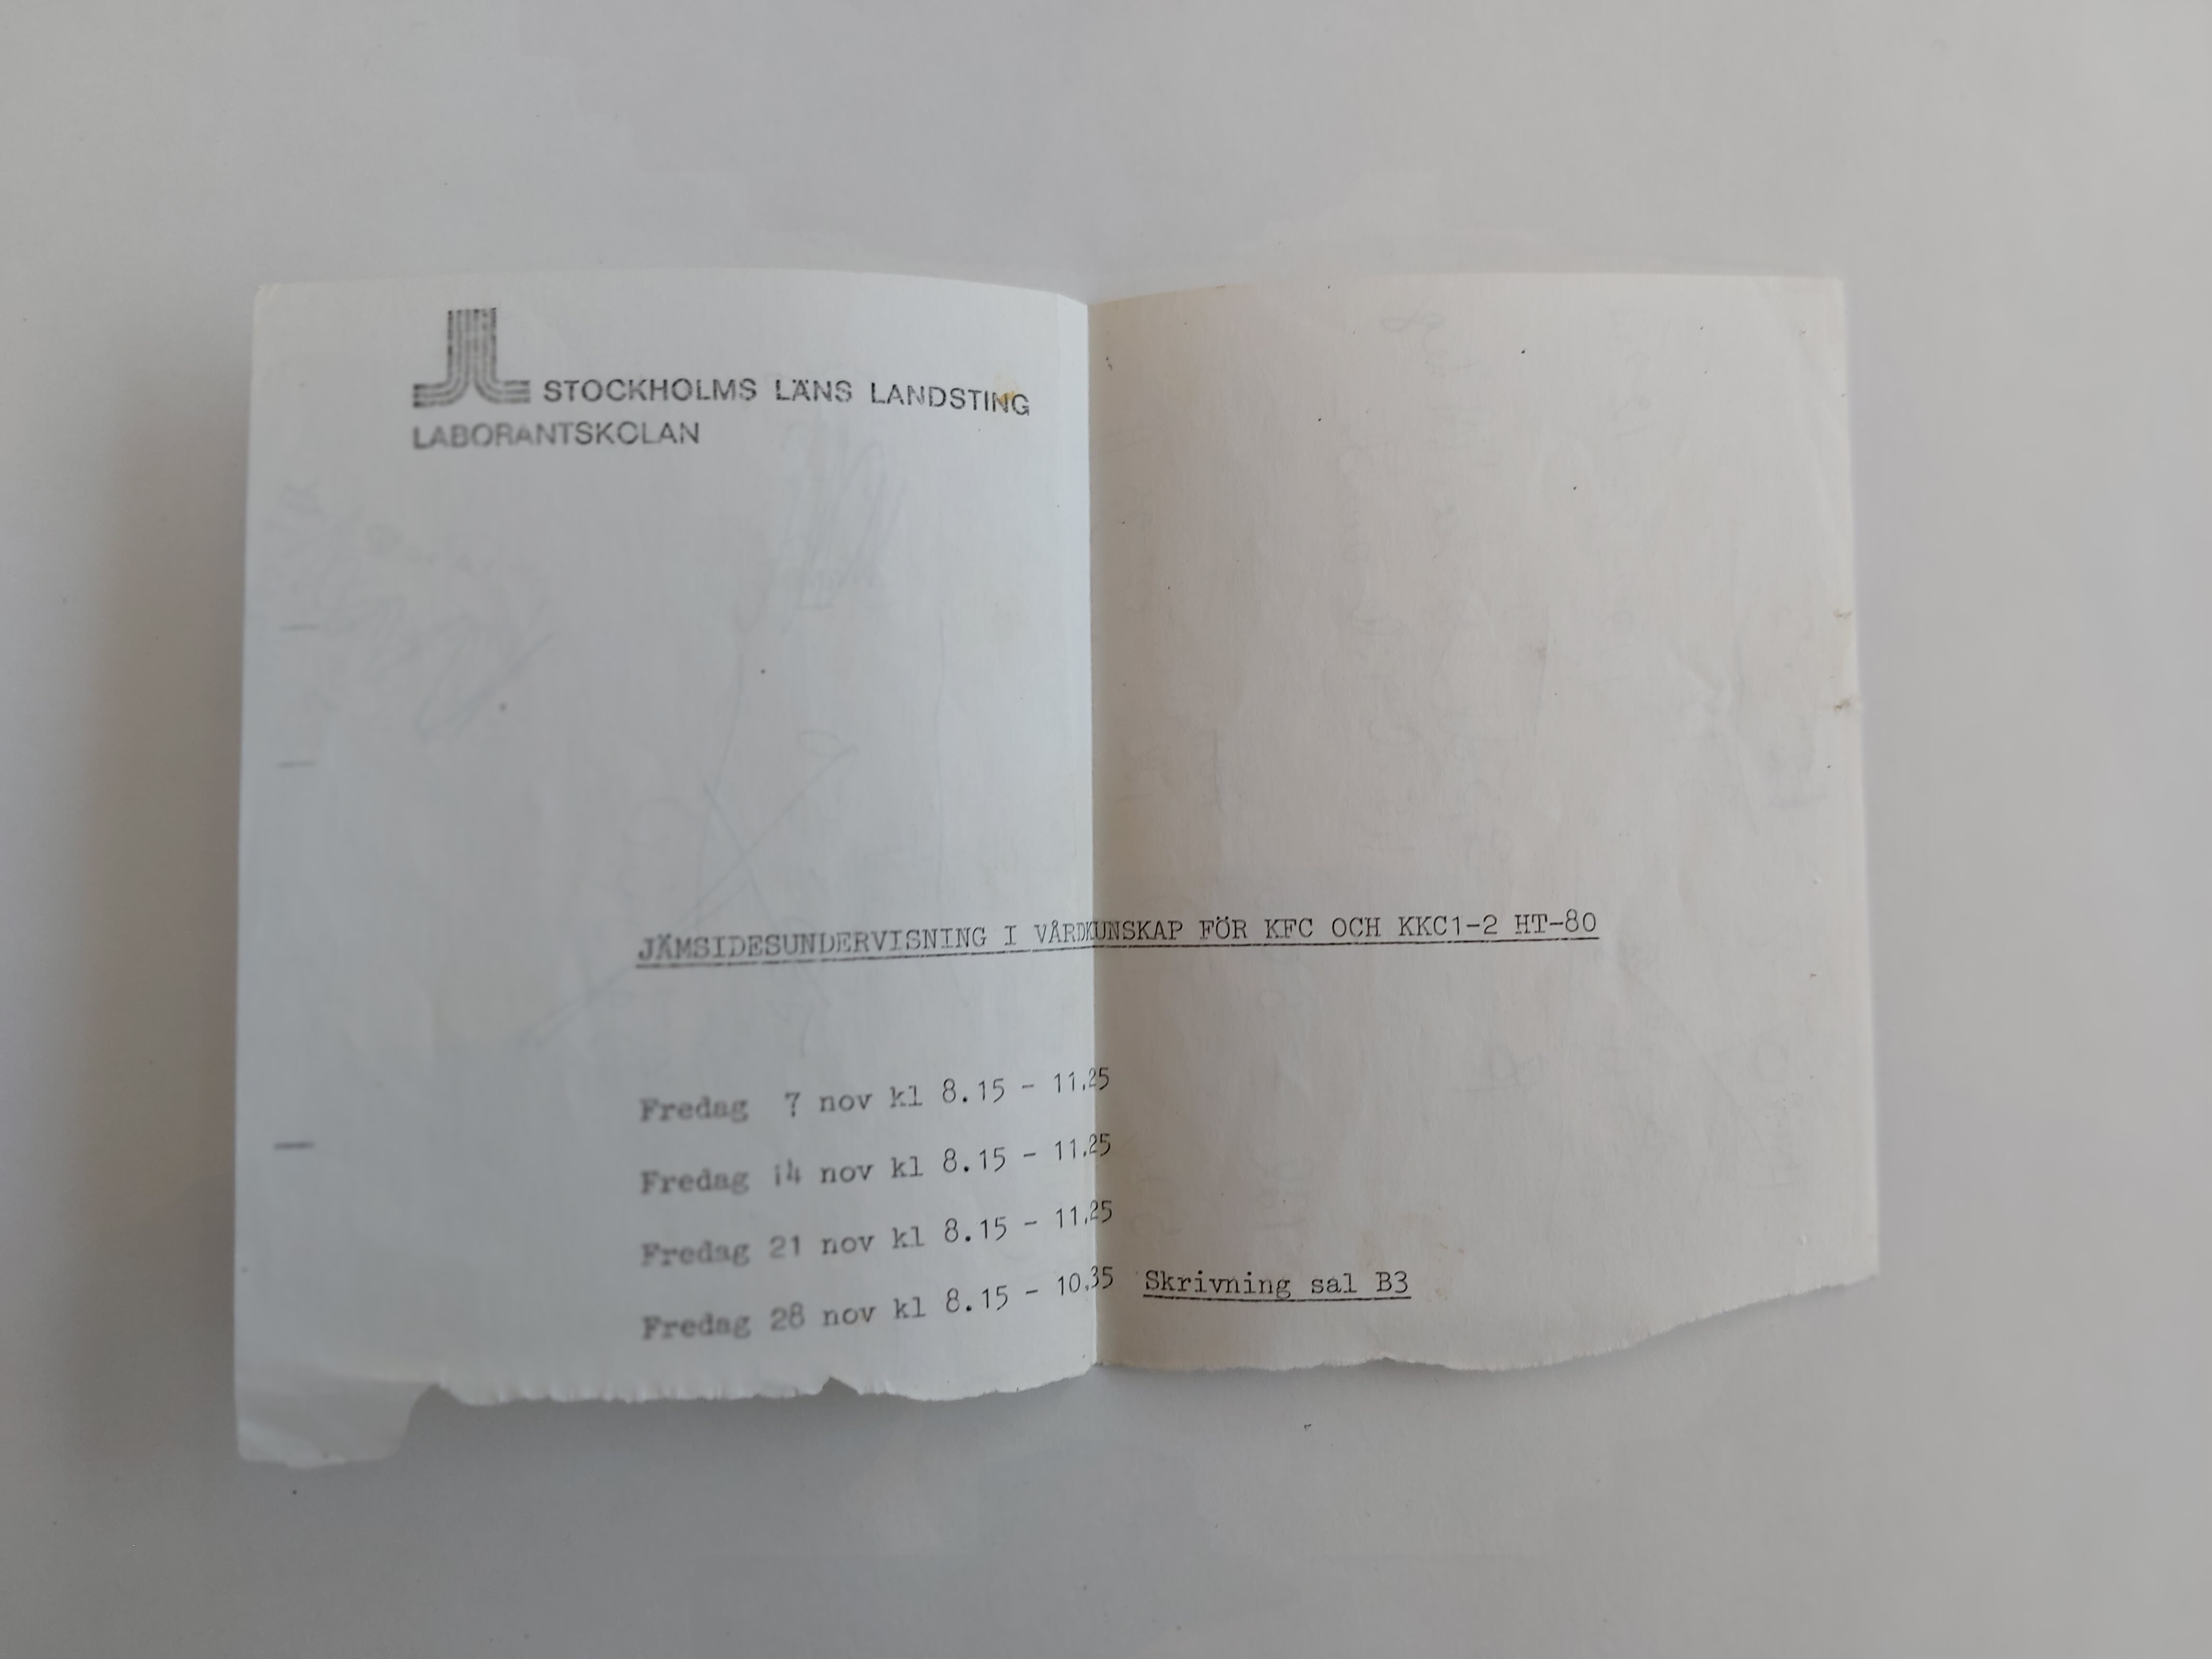 STOCKHOLMS LÄNS LANDSTING
LABORANTSKOLAN
JÄMSIDESUNDERVISNING I VÅRDKUNSKAP FÖR KFC OCH KKC1-2 HT-80
Fredag 7 nov kl 8.15 - 11.25
Fredag 14 nov kl 8.15 - 11.25
Fredag 21 nov kl 8.15 - 11.25
Fredag 28 nov kl 8.15 - 10.35 Skrivning sal B3